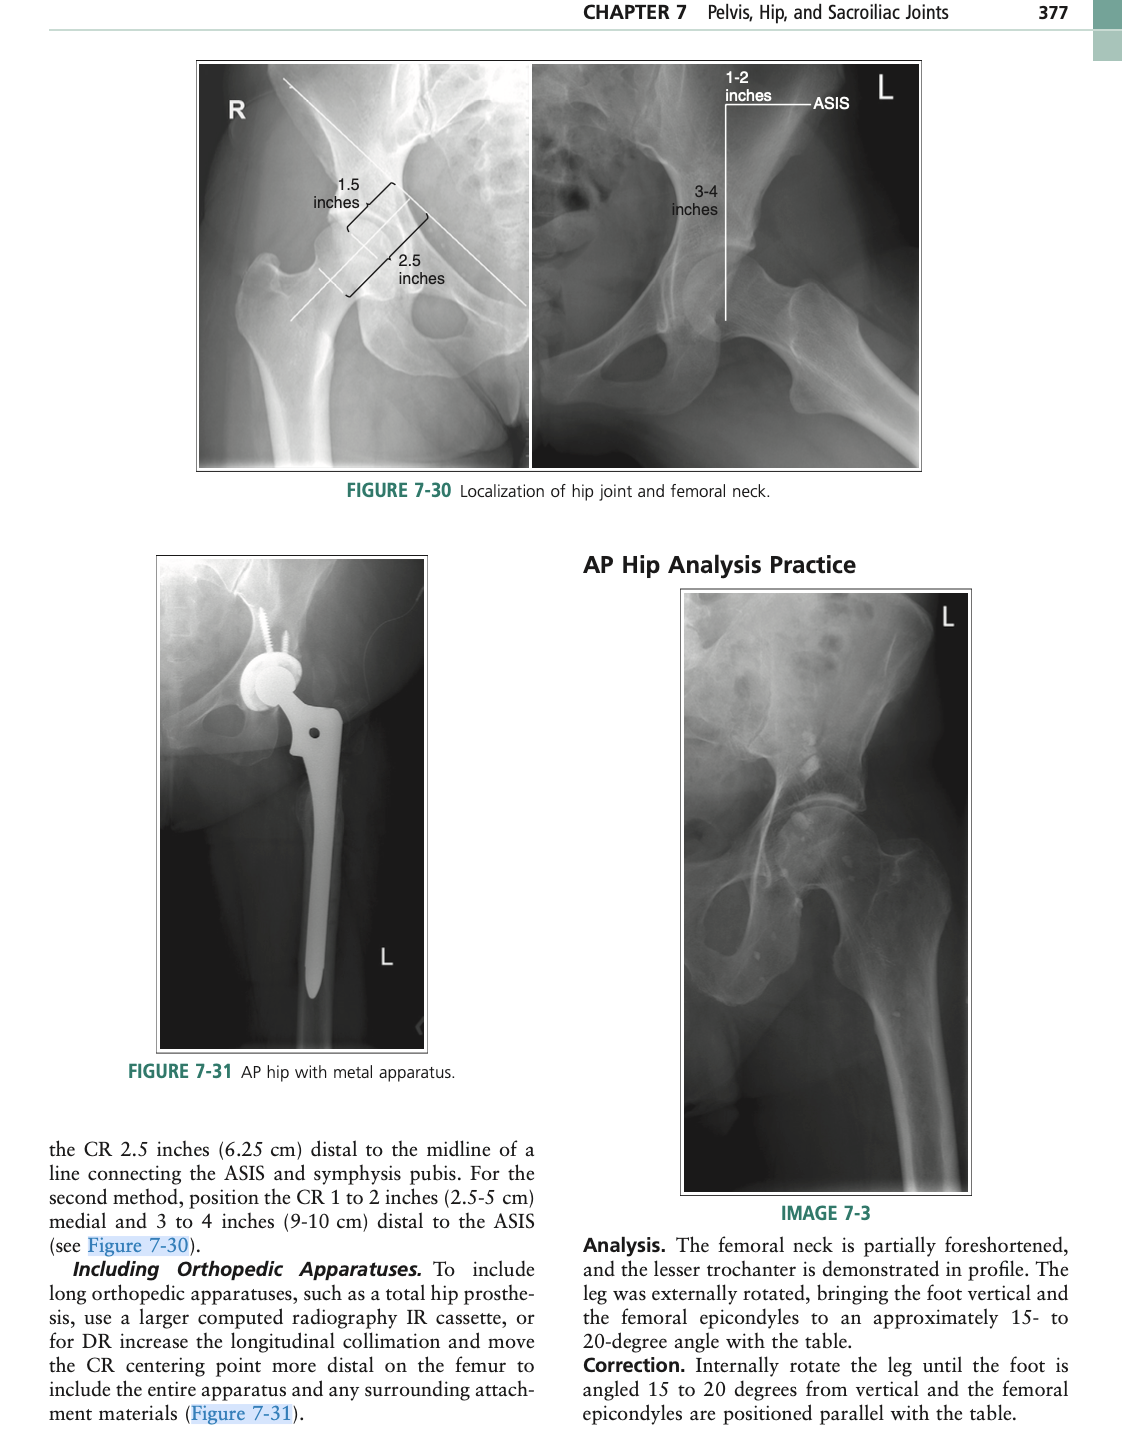 CHAPTER 7 Pelvis, Hip, and Sacroiliac Joints 377
R
1.5
inches
2.5
inches
1-2
inches
ASIS
L
3-4
inches
FIGURE 7-30 Localization of hip joint and femoral neck.
L
FIGURE 7-31 AP hip with metal apparatus.
the CR 2.5 inches (6.25 cm) distal to the midline of a
line connecting the ASIS and symphysis pubis. For the
second method, position the CR 1 to 2 inches (2.5-5 cm)
medial and 3 to 4 inches (9-10 cm) distal to the ASIS
(see Figure 7-30).
Including Orthopedic Apparatuses. To include
long orthopedic apparatuses, such as a total hip prosthe-
sis, use a larger computed radiography IR cassette, or
for DR increase the longitudinal collimation and move
the CR centering point more distal on the femur to
include the entire apparatus and any surrounding attach-
ment materials (Figure 7-31).
AP Hip Analysis Practice
L
IMAGE 7-3
Analysis. The femoral neck is partially foreshortened,
and the lesser trochanter is demonstrated in profile. The
leg was externally rotated, bringing the foot vertical and
the femoral epicondyles to an approximately 15- to
20-degree angle with the table.
Correction. Internally rotate the leg until the foot is
angled 15 to 20 degrees from vertical and the femoral
epicondyles are positioned parallel with the table.